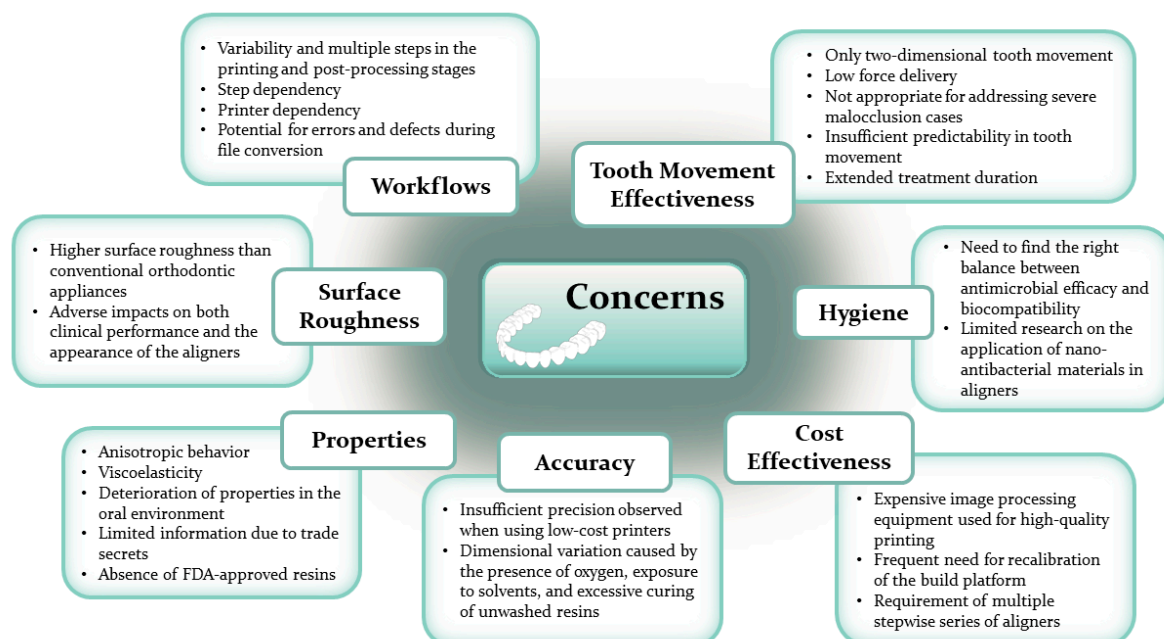 • Variability and multiple steps in the
printing and post-processing stages
• Step dependency
• Printer dependency
• Potential for errors and defects during
file conversion
Workflows
• Only two-dimensional tooth movement
• Low force delivery
• Not appropriate for addressing severe
malocclusion cases
• Insufficient predictability in tooth
movement
• Extended treatment duration
Tooth Movement
Effectiveness
• Higher surface roughness than
conventional orthodontic
appliances
• Adverse impacts on both
clinical performance and the
appearance of the aligners
Surface
Roughness
Concerns
Hygiene
• Need to find the right
balance between
antimicrobial efficacy and
biocompatibility
• Limited research on the
application of nano-
antibacterial materials in
aligners
Properties
• Anisotropic behavior
• Viscoelasticity
• Deterioration of properties in the
oral environment
• Limited information due to trade
secrets
• Absence of FDA-approved resins
Accuracy
• Insufficient precision observed
when using low-cost printers
• Dimensional variation caused by
the presence of oxygen, exposure
to solvents, and excessive curing
of unwashed resins
Cost
Effectiveness
• Expensive image processing
equipment used for high-quality
printing
• Frequent need for recalibration
of the build platform
• Requirement of multiple
stepwise series of aligners